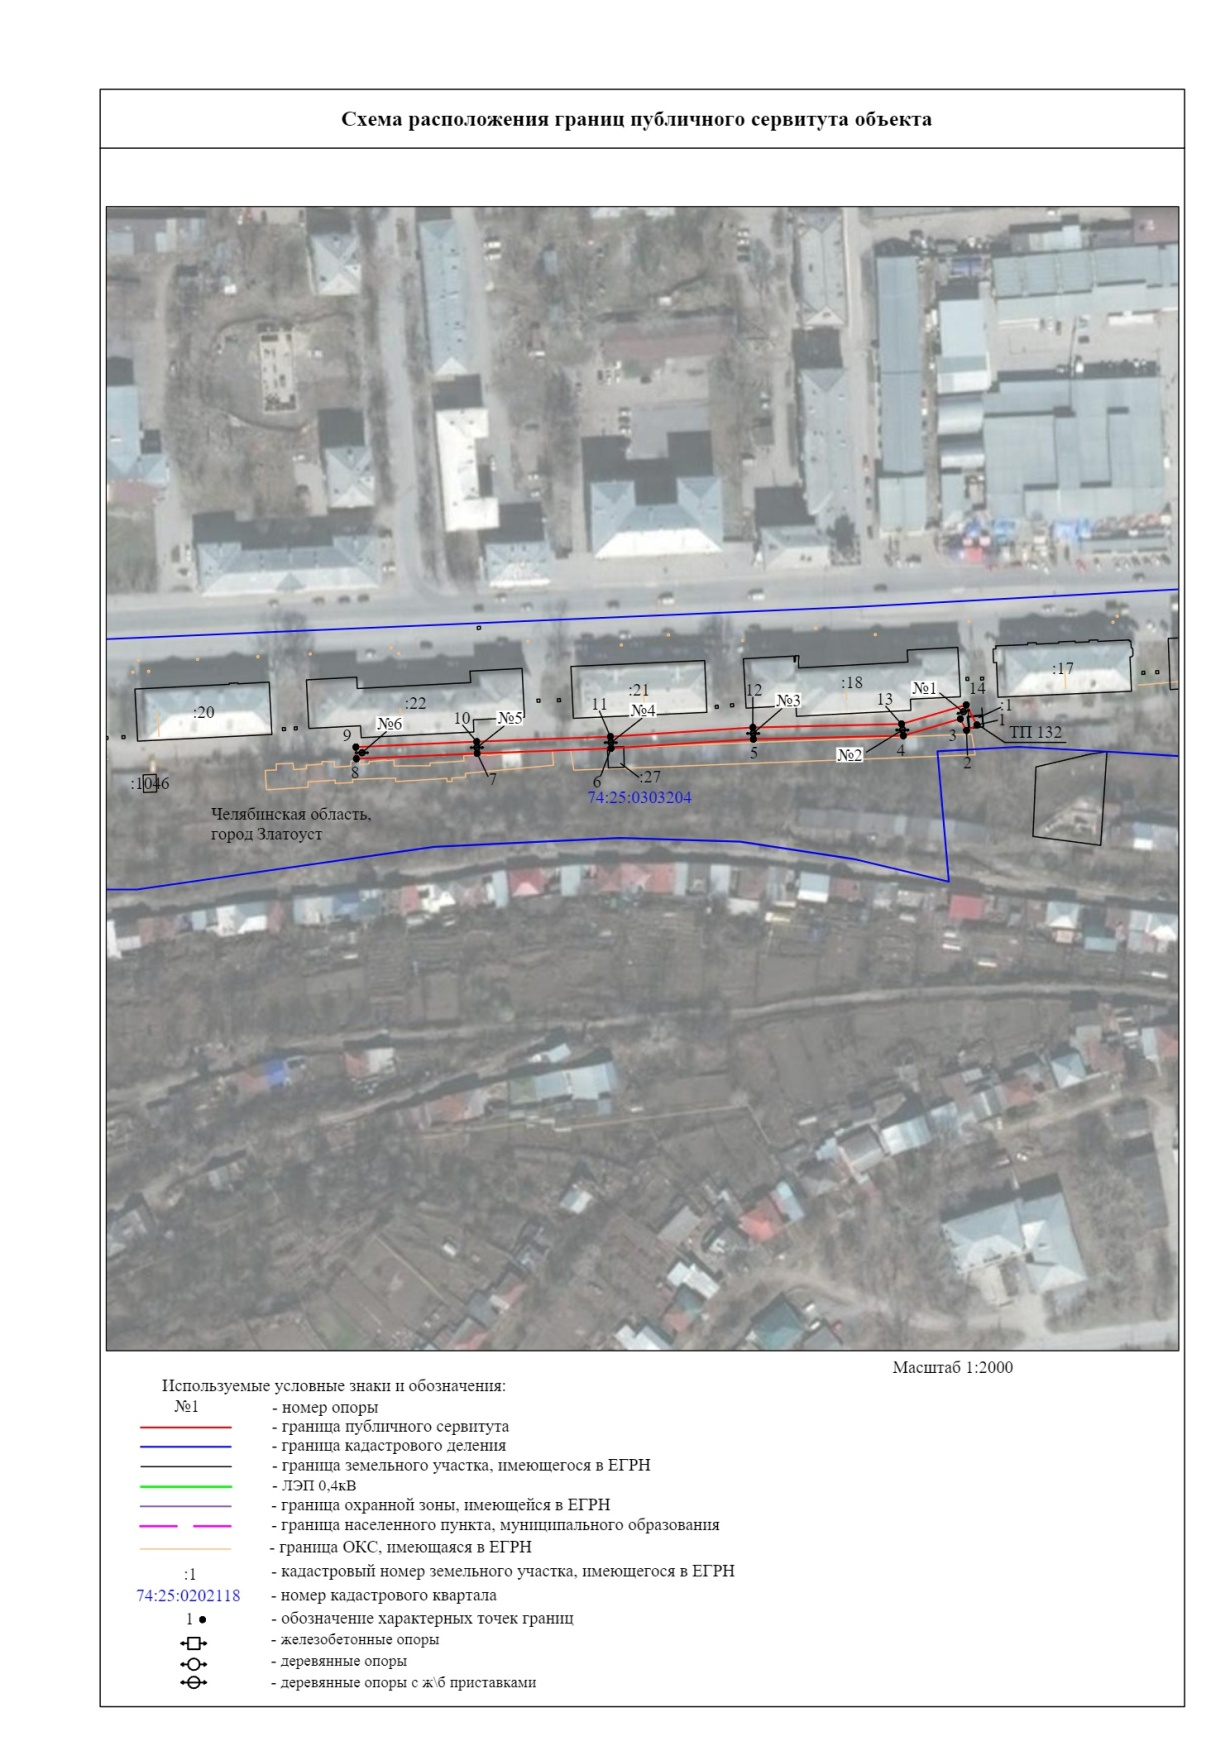 Схема расположения границ публичного сервитута объекта
:17
:18
:21
:22
:20
№1
14
:1
1
ТП 132
13
12
№3
11
№4
10
№5
№6
9
8
7
6
5
№2
4
3
2
:27
74:25:0303204
:1046
Челябинская область,
город Златоуст
Масштаб 1:2000
Используемые условные знаки и обозначения:
№1 - номер опоры
- граница публичного сервитута
- граница кадастрового деления
- граница земельного участка, имеющегося в ЕГРН
- ЛЭП 0,4кВ
- граница охранной зоны, имеющейся в ЕГРН
- граница населенного пункта, муниципального образования
- граница ОКС, имеющаяся в ЕГРН
:1 - кадастровый номер земельного участка, имеющегося в ЕГРН
74:25:0202118 - номер кадастрового квартала
1 - обозначение характерных точек границ
- железобетонные опоры
- деревянные опоры
- деревянные опоры с ж\б приставками